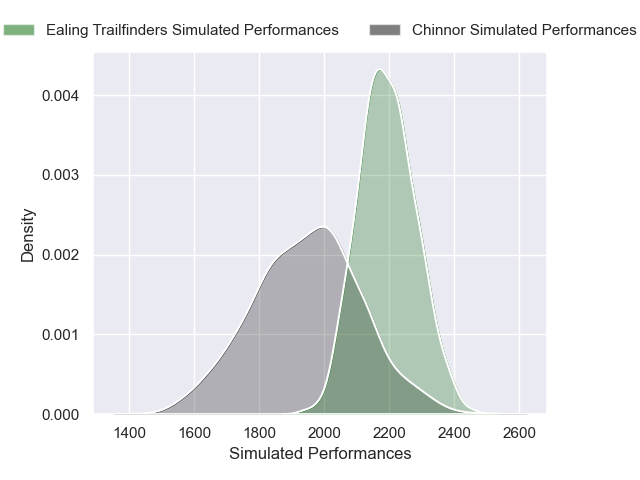 Ealing Trailfinders Simulated Performances
Chinnor Simulated Performances
0.004
0.003
0.002
0.001
0.000
Density
1400 1600 1800 2000 2200 2400 2600
Simulated Performances